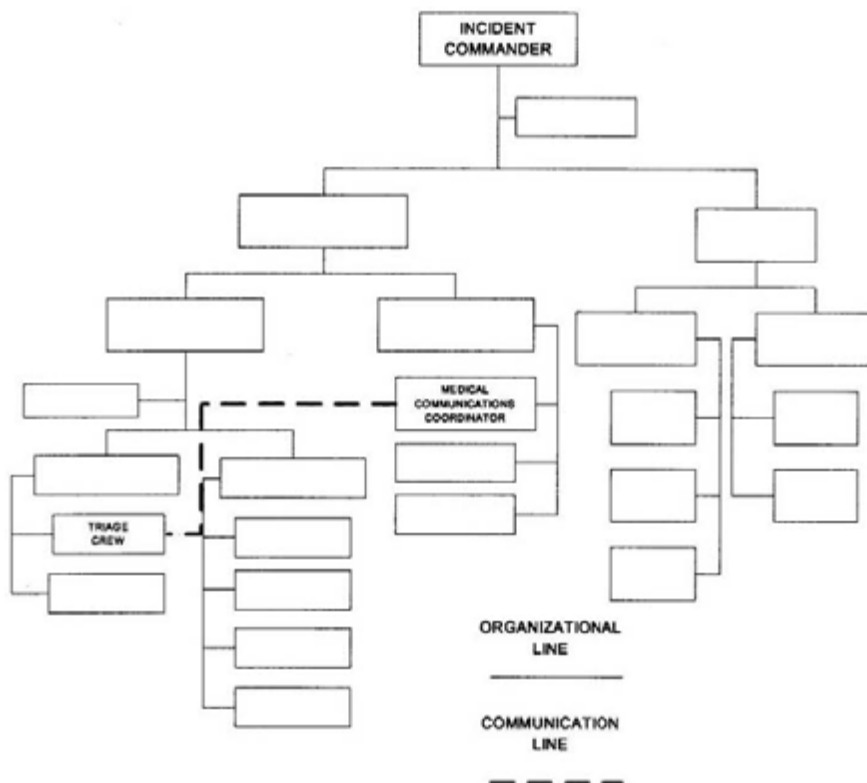 INCIDENT
COMMANDER
MEDICAL
COMMUNICATIONS
COORDINATOR
TRIAGE
CREW
ORGANIZATIONAL
LINE
COMMUNICATION
LINE